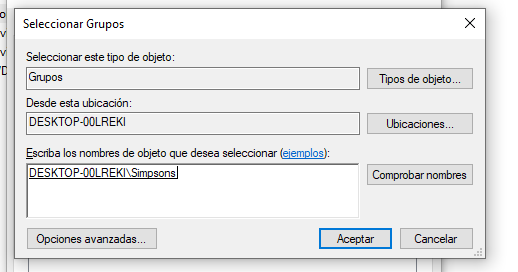 Seleccionar Grupos
Seleccionar este tipo de objeto:
Grupos
Tipos de objeto...
Desde esta ubicación:
DESKTOP-00LREKI
Ubicaciones...
Escriba los nombres de objeto que desea seleccionar (ejemplos):
DESKTOP-00LREKI\Simpsons
Comprobar nombres
Opciones avanzadas...
Aceptar
Cancelar